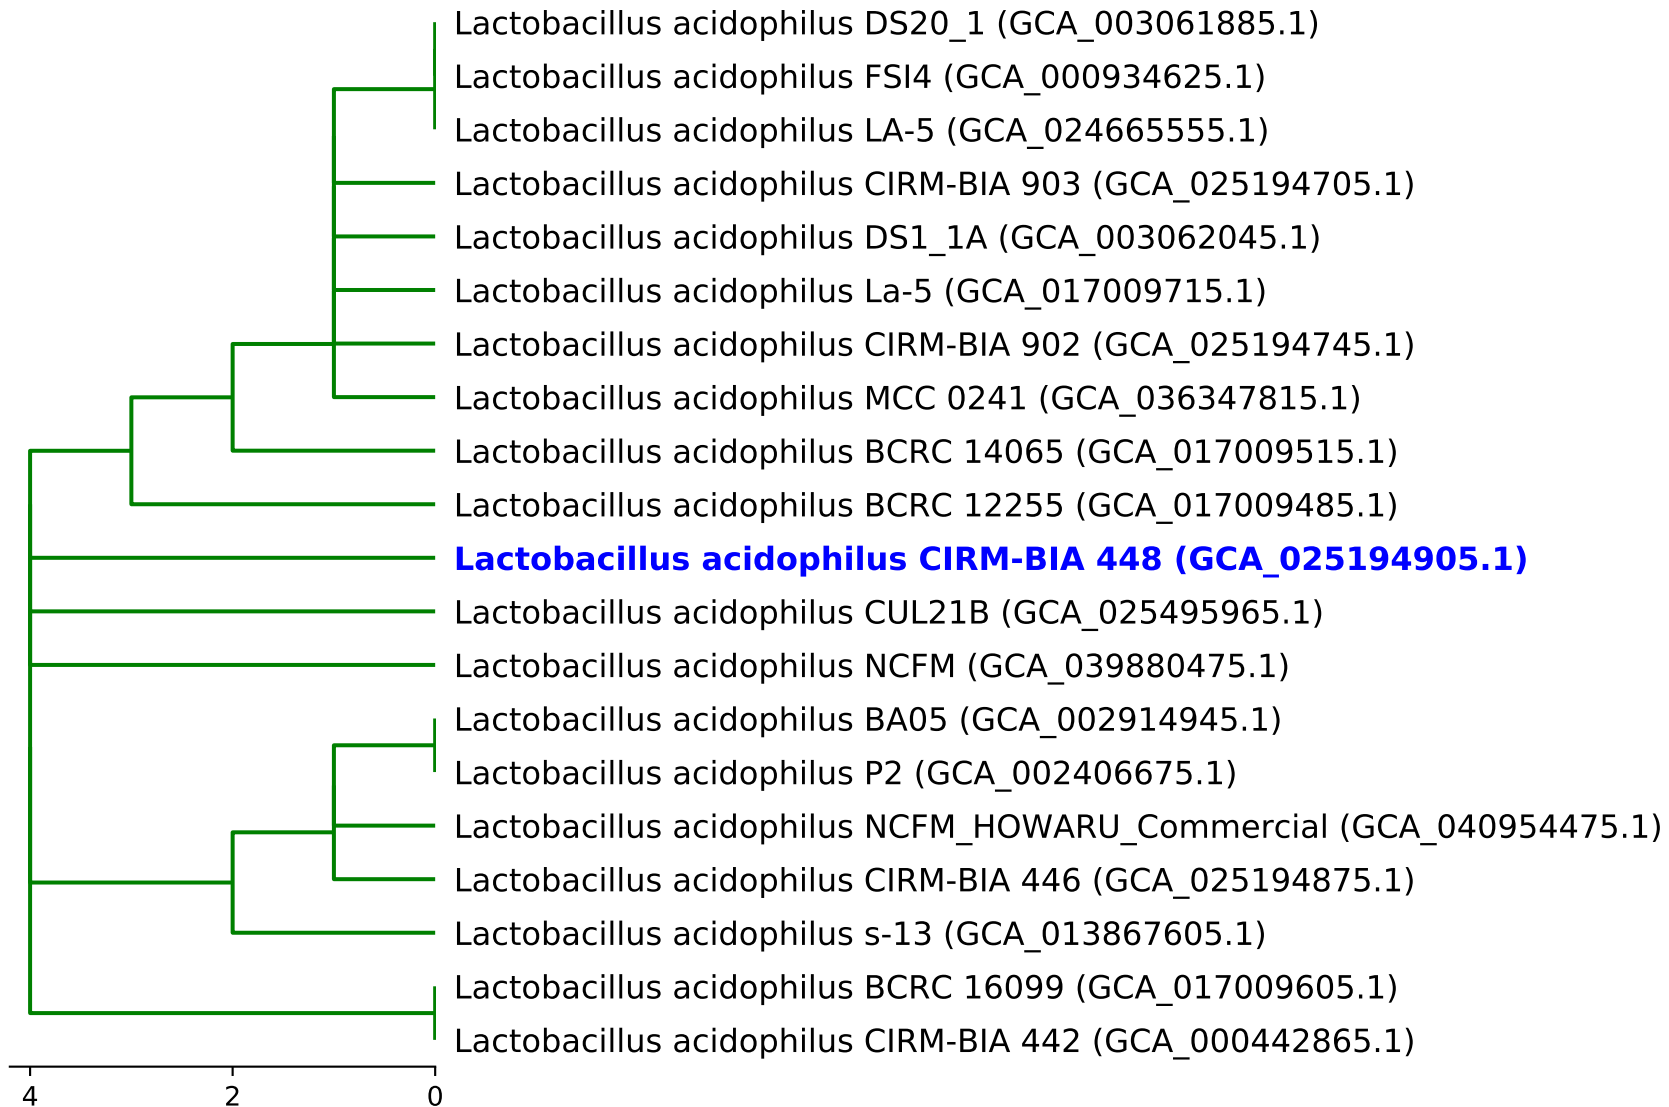 Lactobacillus acidophilus DS20_1 (GCA_003061885.1)
Lactobacillus acidophilus FSI4 (GCA_000934625.1)
Lactobacillus acidophilus LA-5 (GCA_024665555.1)
Lactobacillus acidophilus CIRM-BIA 903 (GCA_025194705.1)
Lactobacillus acidophilus DS1_1A (GCA_003062045.1)
Lactobacillus acidophilus La-5 (GCA_017009715.1)
Lactobacillus acidophilus CIRM-BIA 902 (GCA_025194745.1)
Lactobacillus acidophilus MCC 0241 (GCA_036347815.1)
Lactobacillus acidophilus BCRC 14065 (GCA_017009515.1)
Lactobacillus acidophilus BCRC 12255 (GCA_017009485.1)
Lactobacillus acidophilus CIRM-BIA 448 (GCA_025194905.1)
Lactobacillus acidophilus CUL21B (GCA_025495965.1)
Lactobacillus acidophilus NCFM (GCA_039880475.1)
Lactobacillus acidophilus BA05 (GCA_002914945.1)
Lactobacillus acidophilus P2 (GCA_002406675.1)
Lactobacillus acidophilus NCFM_HOWARU_Commercial (GCA_040954475.1)
Lactobacillus acidophilus CIRM-BIA 446 (GCA_025194875.1)
Lactobacillus acidophilus s-13 (GCA_013867605.1)
Lactobacillus acidophilus BCRC 16099 (GCA_017009605.1)
Lactobacillus acidophilus CIRM-BIA 442 (GCA_000442865.1)
4 2 0